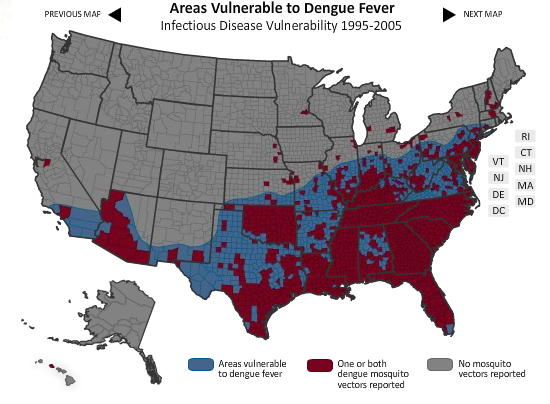 Areas Vulnerable to Dengue Fever
PREVIOUS MAP
NEXT MAP
Infectious Disease Vulnerability 1995-2005
RI
CT
VT
NH
NJ
MA
DE
MD
DC
Areas vulnerable
to dengue fever
One or both
dengue mosquito
vectors reported
No mosquito
vectors reported